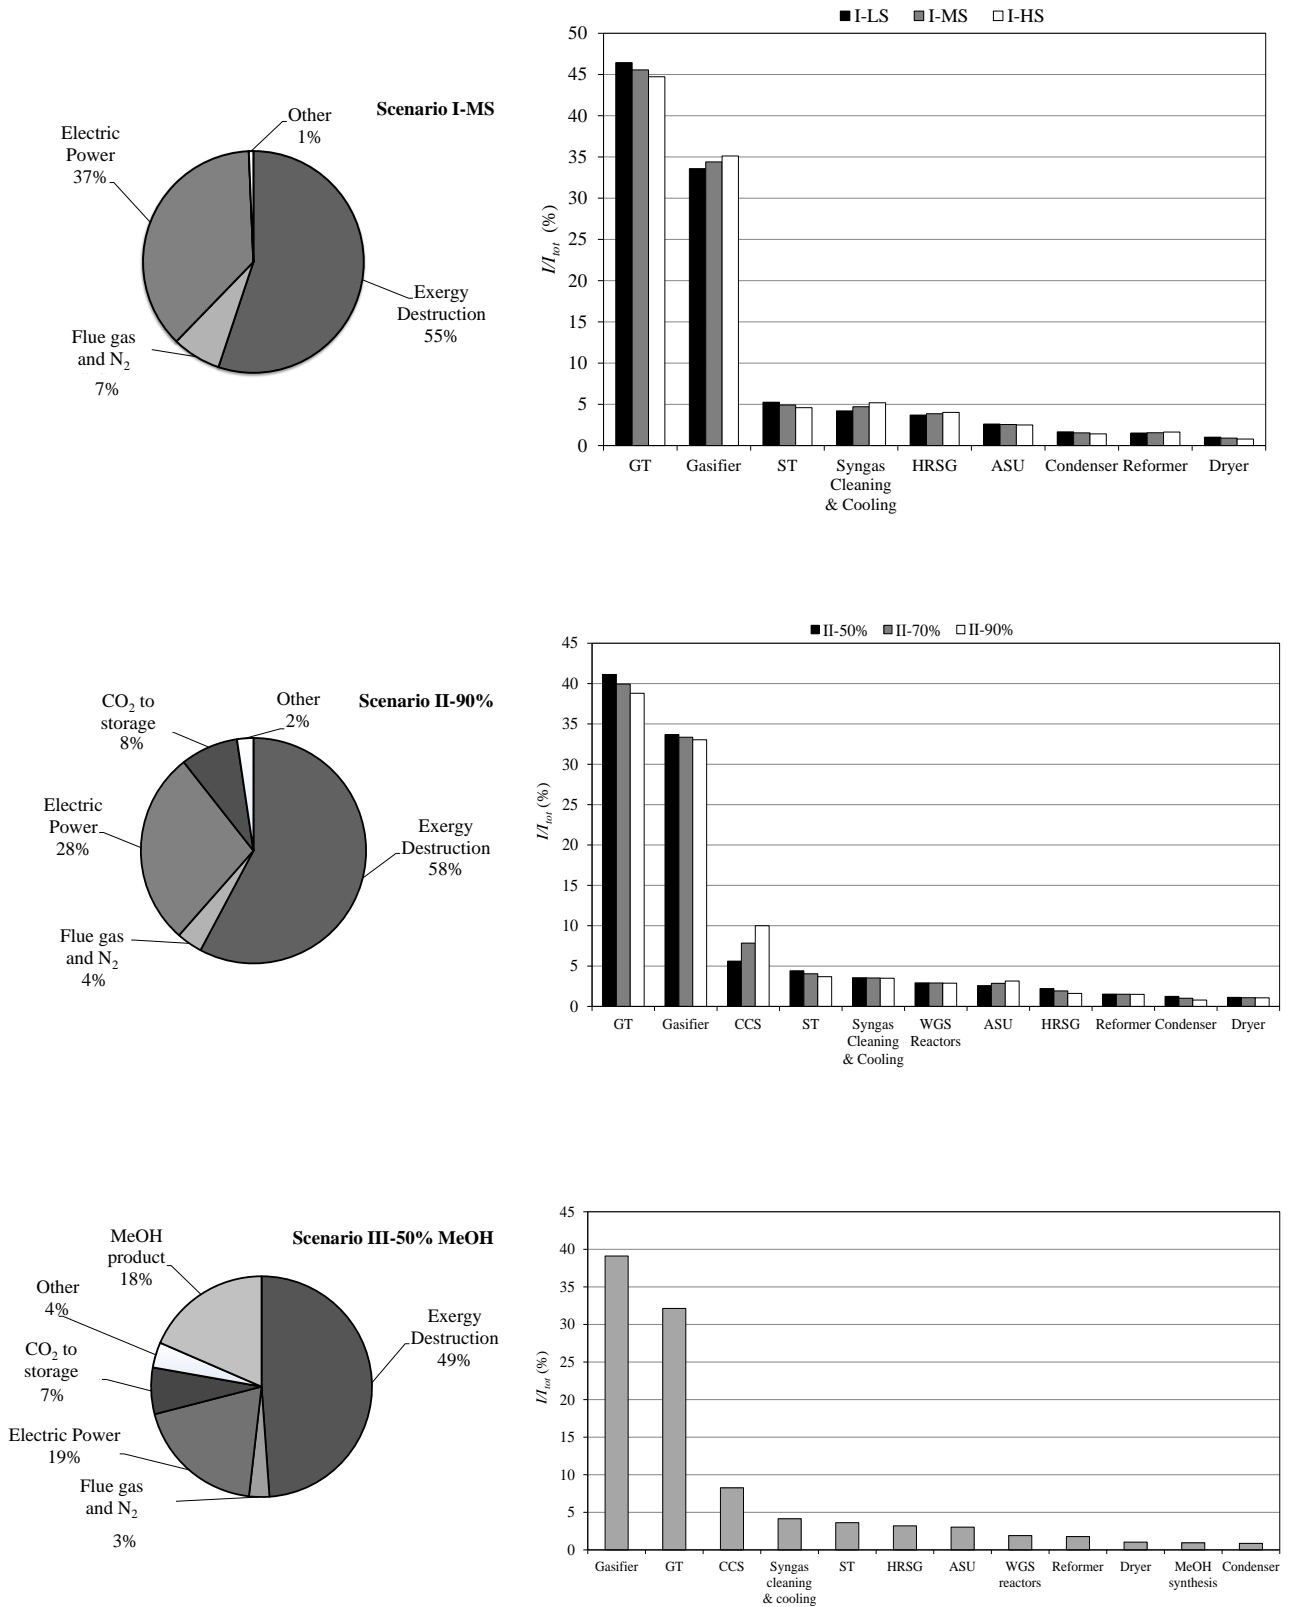 Scenario I-MS
Other
1%
Electric
Power
37%
Exergy
Destruction
55%
Flue gas
and N2
7%
I-LS I-MS I-HS
50
45
40
35
30
25
20
15
10
5
0
I/Itot (%)
GT Gasifier ST Syngas HRSG ASU Condenser Reformer Dryer
Cleaning
& Cooling
Scenario II-90%
CO2 to
storage
8%
Other
2%
Electric
Power
28%
Exergy
Destruction
58%
Flue gas
and N2
4%
II-50% II-70% II-90%
45
40
35
30
25
20
15
10
5
0
I/Itot (%)
GT Gasifier CCS ST Syngas WGS ASU HRSG Reformer Condenser Dryer
Cleaning Reactors
& Cooling
Scenario III-50% MeOH
MeOH
product
18%
Other
4%
CO2 to
storage
7%
Exergy
Destruction
49%
Electric Power
19%
Flue gas
and N2
3%
45
40
35
30
25
20
15
10
5
0
I/Itot (%)
Gasifier GT CCS Syngas ST HRSG ASU WGS Reformer Dryer MeOH Condenser
cleaning reactors synthesis
& cooling